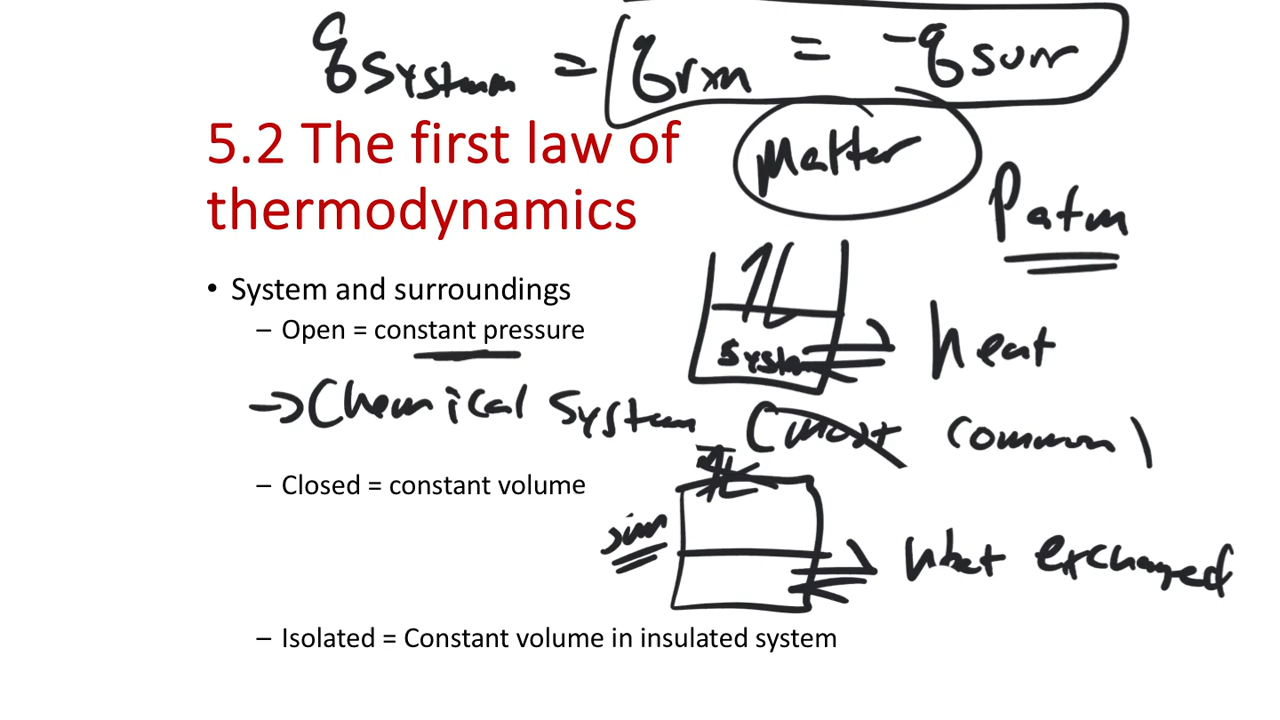 qsystem = qrxn = -qsurr
5.2 The first law of
thermodynamics
Matter
Patm
• System and surroundings
– Open = constant pressure
system
heat
→ Chemical System (most common)
– Closed = constant volume
heat exchanged
– Isolated = Constant volume in insulated system